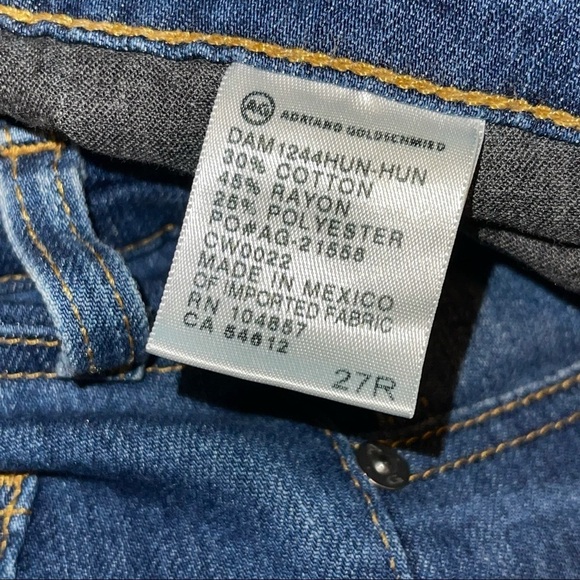 AG ADRIANO GOLDSCHMIED
DAM1244HUN-HUN
30% COTTON
45% RAYON
25% POLYESTER
PO#AG-21555
CW0022
MADE IN MEXICO
OF IMPORTED FABRIC
RN 104857
CA 54612
27R